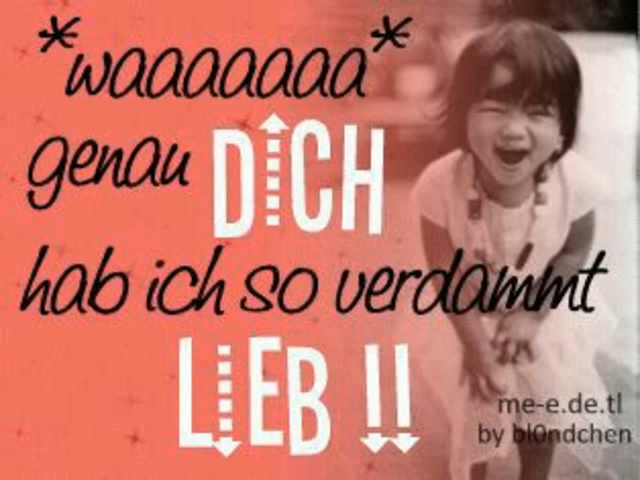 *waaaaaaa*
genau DICH
hab ich so verdammt
LIEB !!
me-e.de.tl
by bl0ndchen